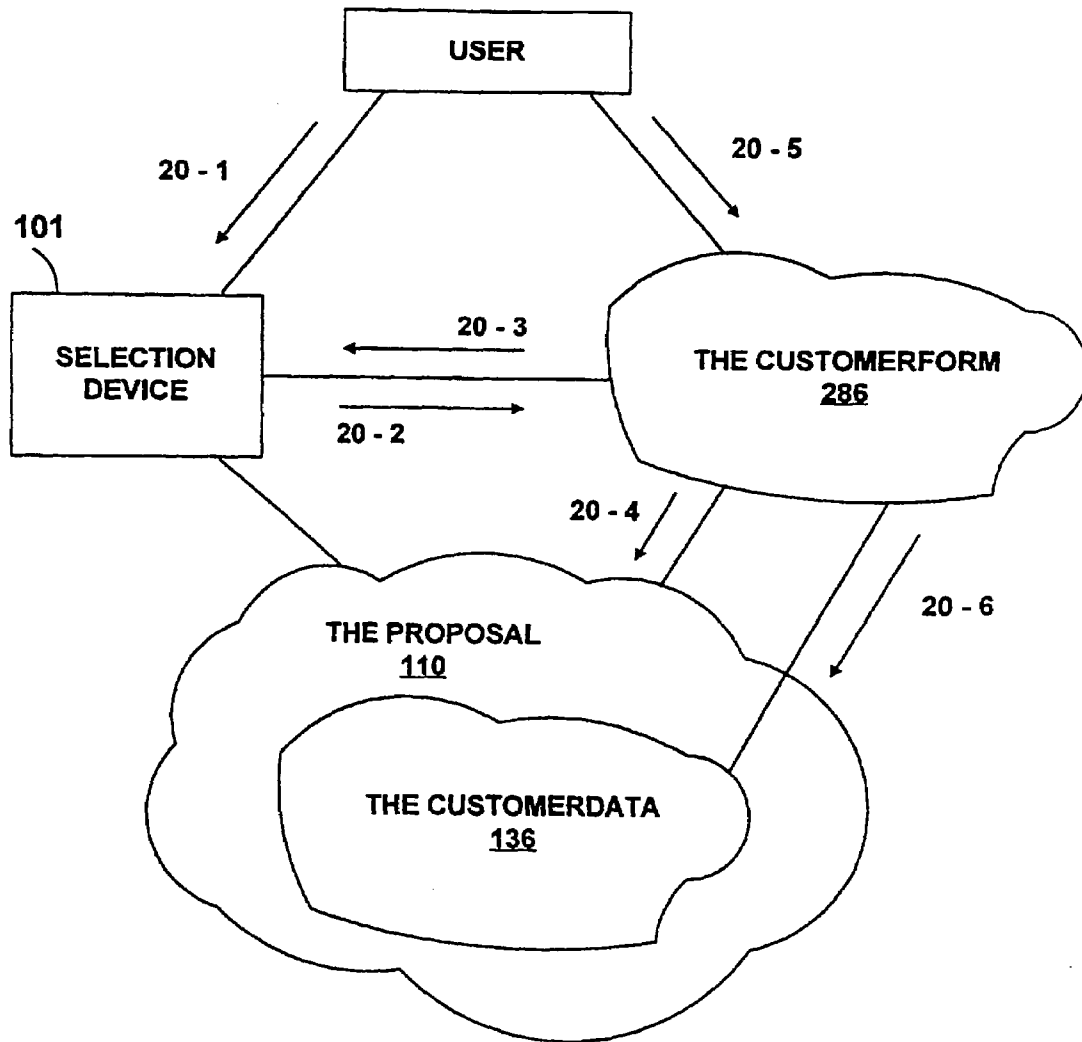 USER
20 - 1
20 - 5
101
SELECTION
DEVICE
20 - 3
20 - 2
THE CUSTOMERFORM
286
20 - 4
20 - 6
THE PROPOSAL
110
THE CUSTOMERDATA
136